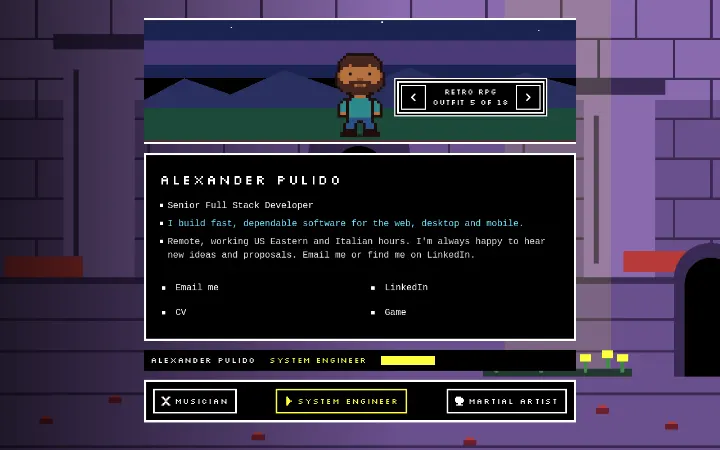 RETRO RPG
OUTFIT 5 OF 18
ALEXANDER PULIDO
Senior Full Stack Developer
I build fast, dependable software for the web, desktop and mobile.
Remote, working US Eastern and Italian hours. I'm always happy to hear
new ideas and proposals. Email me or find me on LinkedIn.
Email me
LinkedIn
CV
Game
ALEXANDER PULIDO SYSTEM ENGINEER
MUSICIAN
SYSTEM ENGINEER
MARTIAL ARTIST